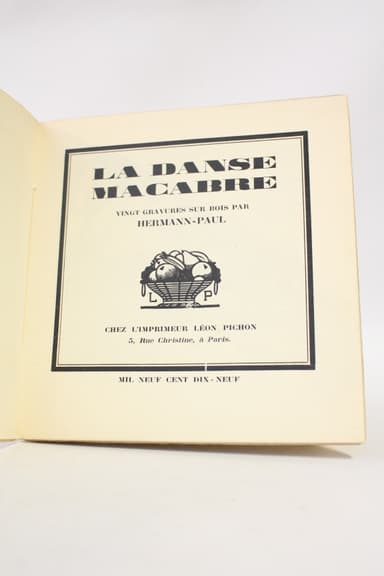 LA DANSE
MACABRE
VINGT GRAVURES SUR BOIS PAR
HERMANN-PAUL
L P
CHEZ L'IMPRIMEUR LÉON PICHON
5, Rue Christine, à Paris.
MIL NEUF CENT DIX-NEUF